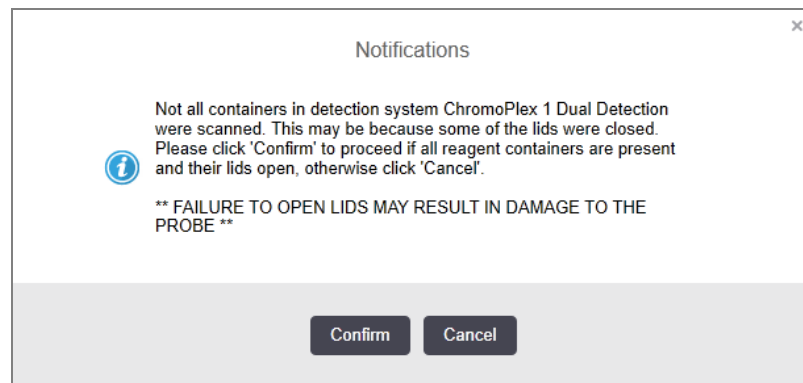 Notifications
Not all containers in detection system ChromoPlex 1 Dual Detection
were scanned. This may be because some of the lids were closed.
Please click 'Confirm' to proceed if all reagent containers are present
and their lids open, otherwise click 'Cancel'.
** FAILURE TO OPEN LIDS MAY RESULT IN DAMAGE TO THE
PROBE **
Confirm
Cancel